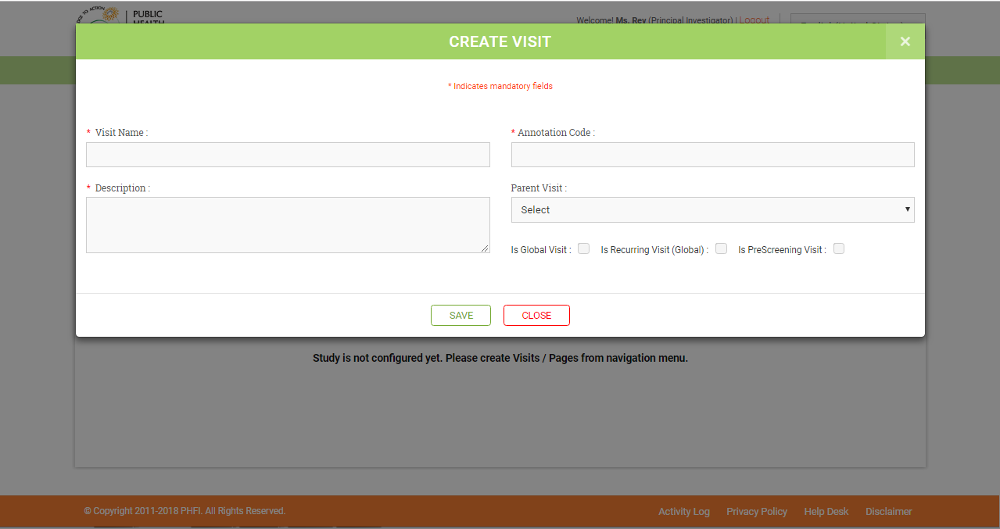 PUBLIC
HEALTH
Welcome! Ms. Rev (Principal Investigator) | Logout
CREATE VISIT
×
* Indicates mandatory fields
* Visit Name :
* Annotation Code :
* Description :
Parent Visit :
Select
Is Global Visit : Is Recurring Visit (Global) : Is PreScreening Visit :
SAVE CLOSE
Study is not configured yet. Please create Visits / Pages from navigation menu.
© Copyright 2011-2018 PHFI. All Rights Reserved.
Activity Log Privacy Policy Help Desk Disclaimer